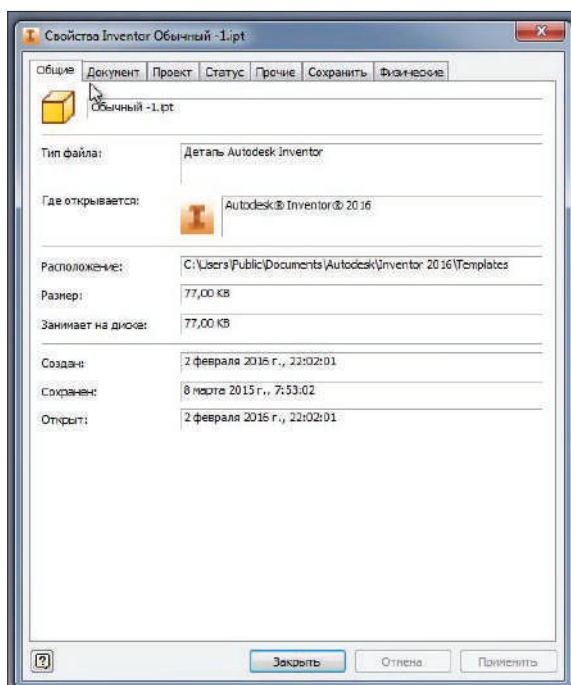 Свойства Inventor Обычный -1.ipt
Общие Документ Проект Статус Прочие Сохранить Физические
Обычный -1.ipt
Тип файла: Деталь Autodesk Inventor
Где открывается: Autodesk® Inventor® 2016
Расположение: C:\Users\Public\Documents\Autodesk\Inventor 2016\Templates
Размер: 77,00 KB
Занимает на диске: 77,00 KB
Создан: 2 февраля 2016 г., 22:02:01
Сохранен: 8 марта 2015 г., 7:53:02
Открыт: 2 февраля 2016 г., 22:02:01
Закрыть Отмена Применить